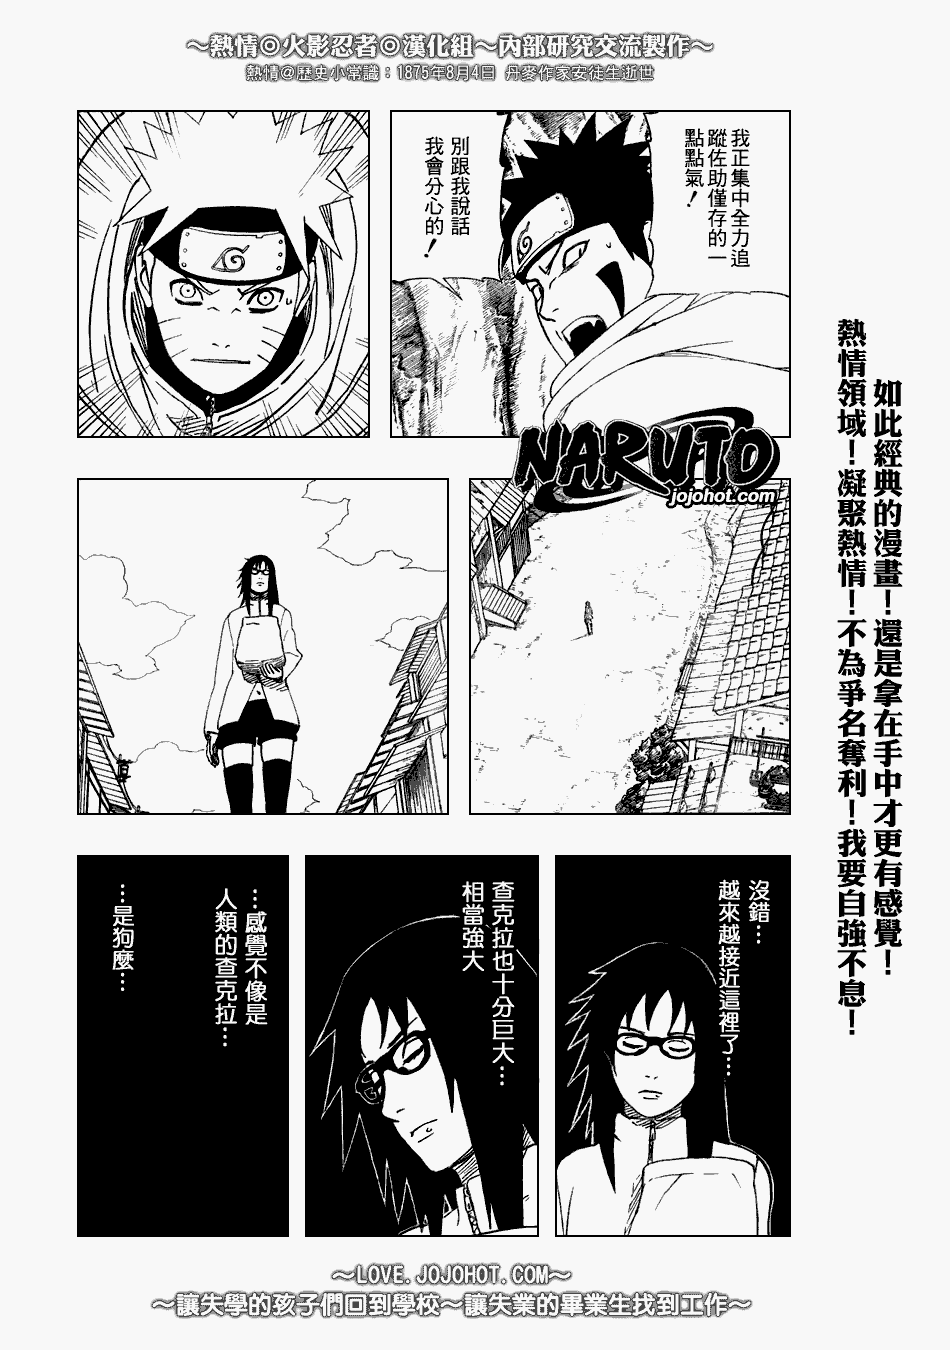 ～熱情◎火影忍者◎漢化組～內部研究交流製作～
熱情@歷史小常識：1875年8月4日 丹麥作家安徒生逝世
我正集中全力追
蹤佐助僅存的一
點點氣！
別跟我說話
我會分心的！
NARUTO
jojohot.com
如此經典的漫畫！還是拿在手中才更有感覺！
熱情領域！凝聚熱情！不為爭名奪利！我要自強不息！
沒錯…
越來越接近這裡了…
查克拉也十分巨大…
相當強大
…感覺不像是
人類的查克拉…
…是狗麼…
～LOVE.JOJOHOT.COM～
～讓失學的孩子們回到學校～讓失業的畢業生找到工作～